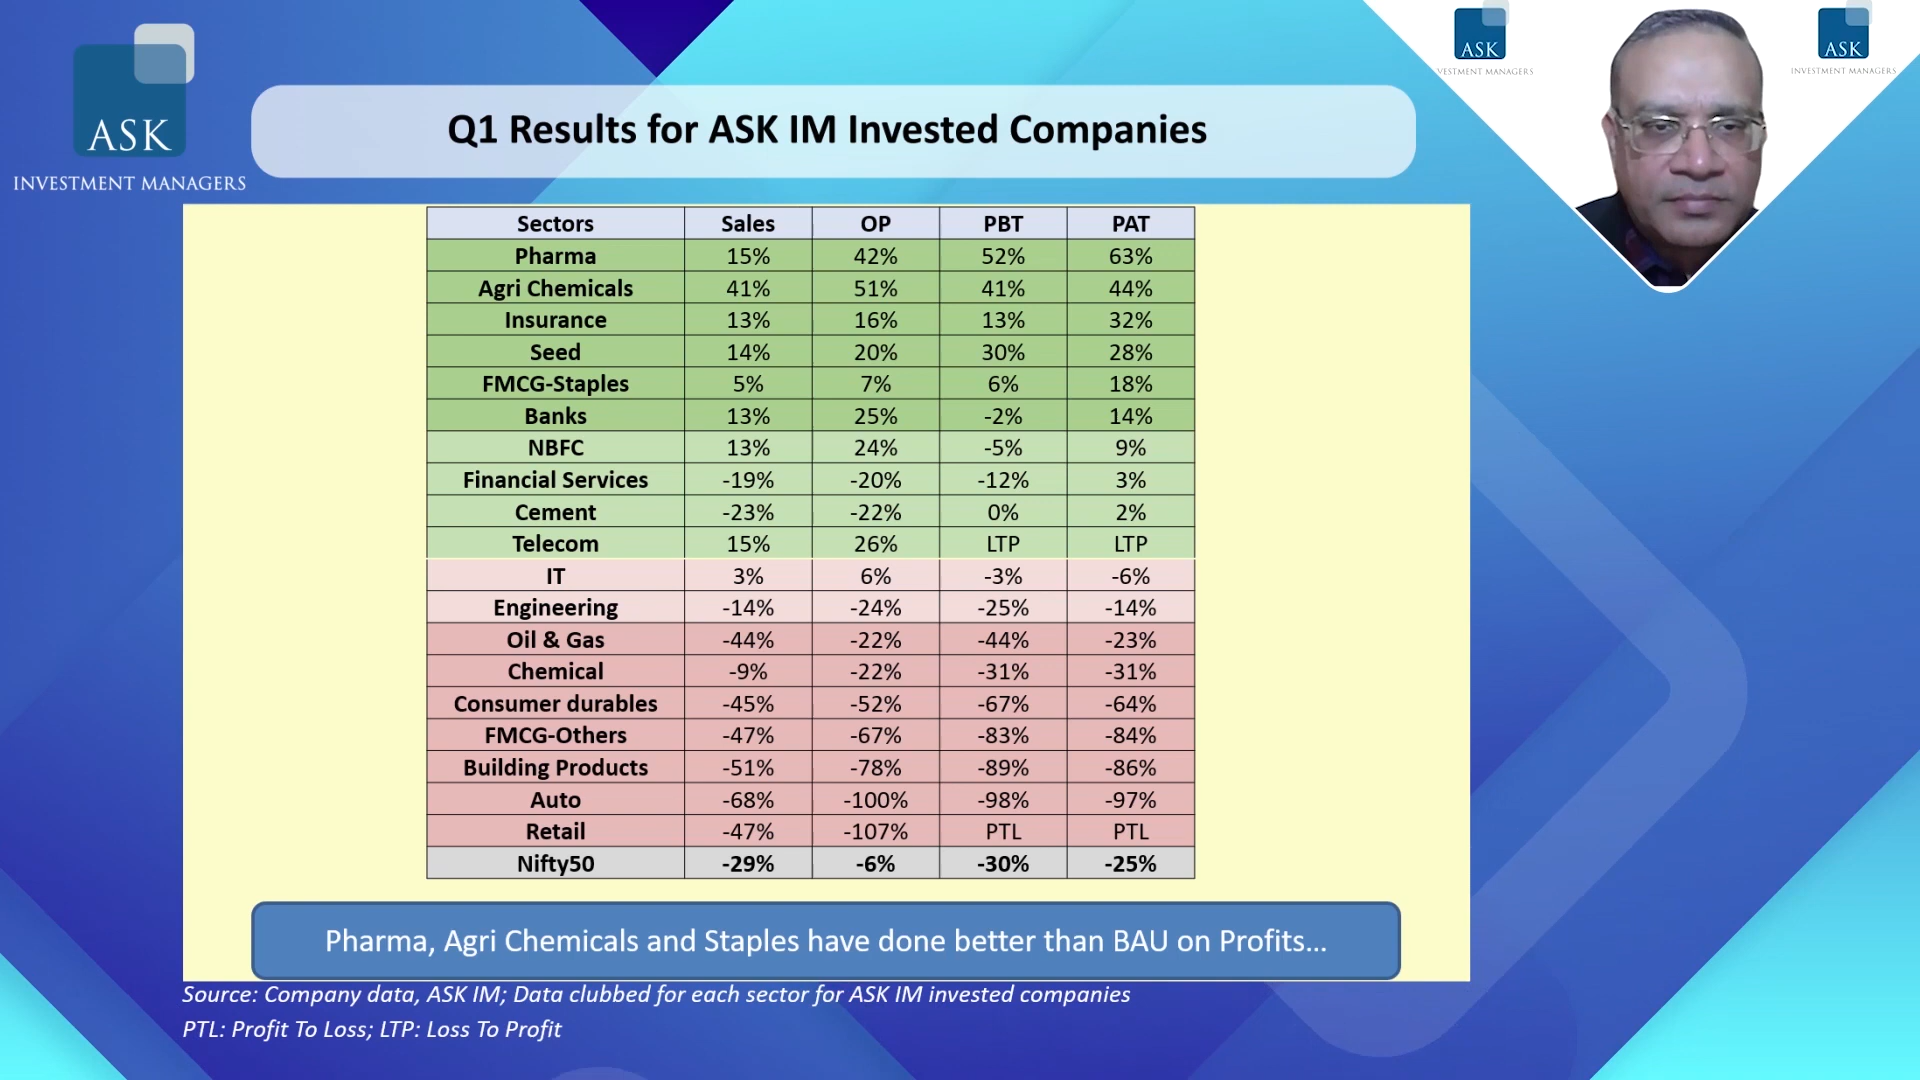 ASK
INVESTMENT MANAGERS
Q1 Results for ASK IM Invested Companies
ASK
VESTMENT MANAGERS
ASK
INVESTMENT MANAGERS
Sectors Sales OP PBT PAT
Pharma 15% 42% 52% 63%
Agri Chemicals 41% 51% 41% 44%
Insurance 13% 16% 13% 32%
Seed 14% 20% 30% 28%
FMCG-Staples 5% 7% 6% 18%
Banks 13% 25% -2% 14%
NBFC 13% 24% -5% 9%
Financial Services -19% -20% -12% 3%
Cement -23% -22% 0% 2%
Telecom 15% 26% LTP LTP
IT 3% 6% -3% -6%
Engineering -14% -24% -25% -14%
Oil & Gas -44% -22% -44% -23%
Chemical -9% -22% -31% -31%
Consumer durables -45% -52% -67% -64%
FMCG-Others -47% -67% -83% -84%
Building Products -51% -78% -89% -86%
Auto -68% -100% -98% -97%
Retail -47% -107% PTL PTL
Nifty50 -29% -6% -30% -25%
Pharma, Agri Chemicals and Staples have done better than BAU on Profits...
Source: Company data, ASK IM; Data clubbed for each sector for ASK IM invested companies
PTL: Profit To Loss; LTP: Loss To Profit